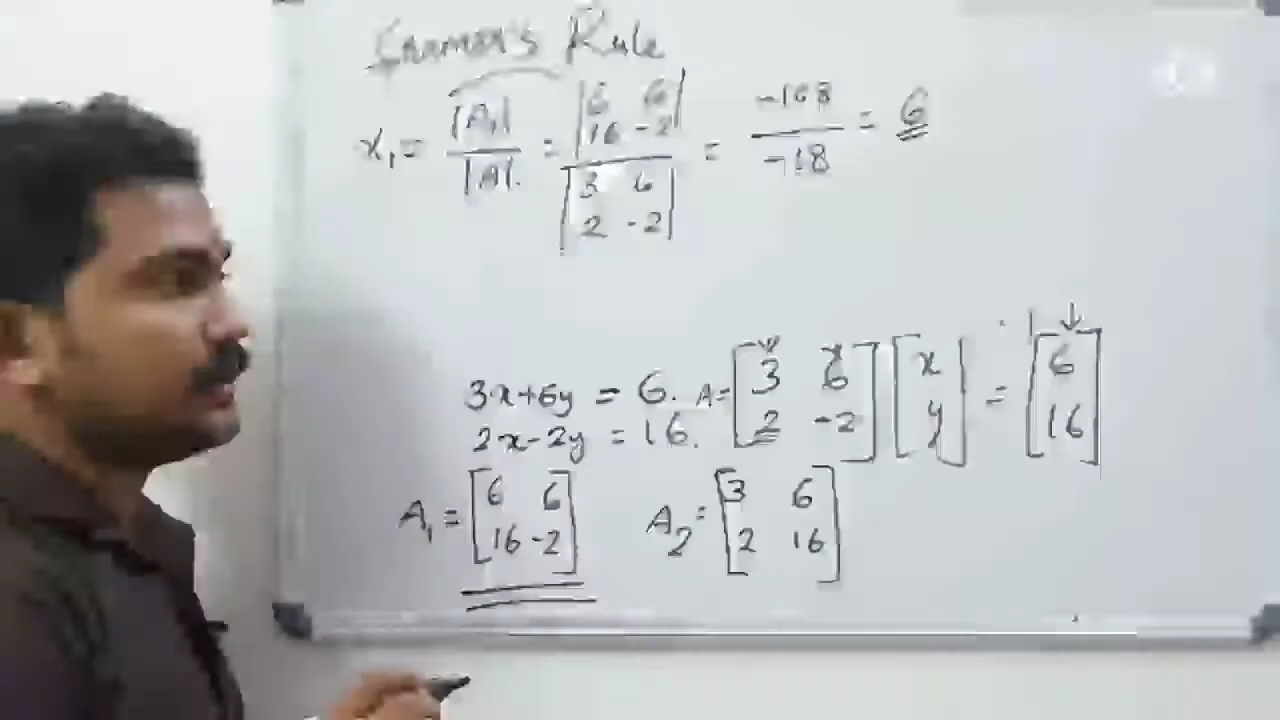 Cramer's Rule
x₁ = |A₁| / |A| = |6 6 16 -2| / |3 6 2 -2| = -108 / -18 = 6
3x+6y = 6. A = [3 6 2 -2] [x y] = [6 16]
2x-2y = 16.
A₁ = [6 6 16 -2] A₂ = [3 6 2 16]